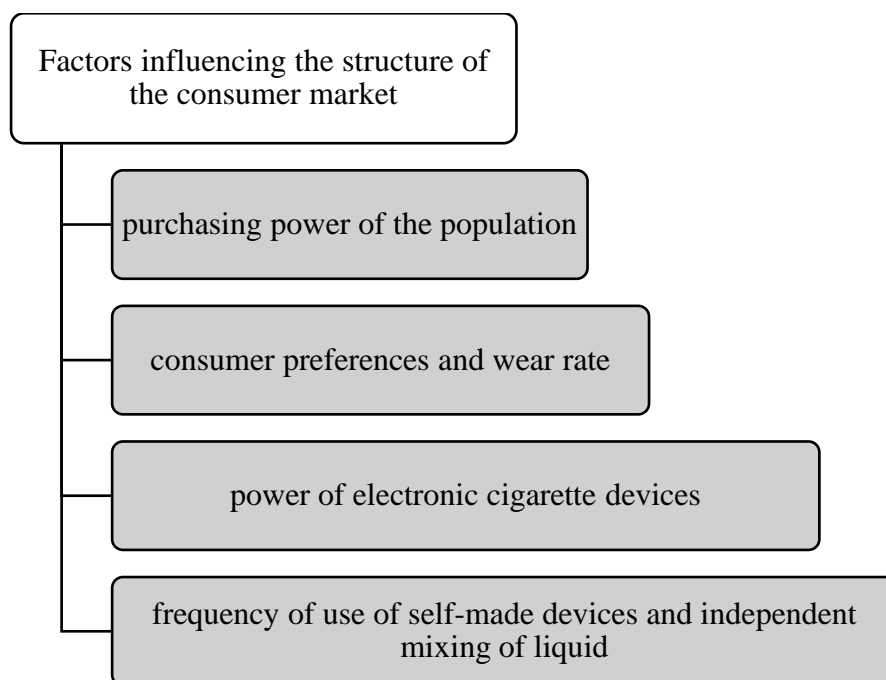 Factors influencing the structure of
the consumer market
purchasing power of the population
consumer preferences and wear rate
power of electronic cigarette devices
frequency of use of self-made devices and independent
mixing of liquid